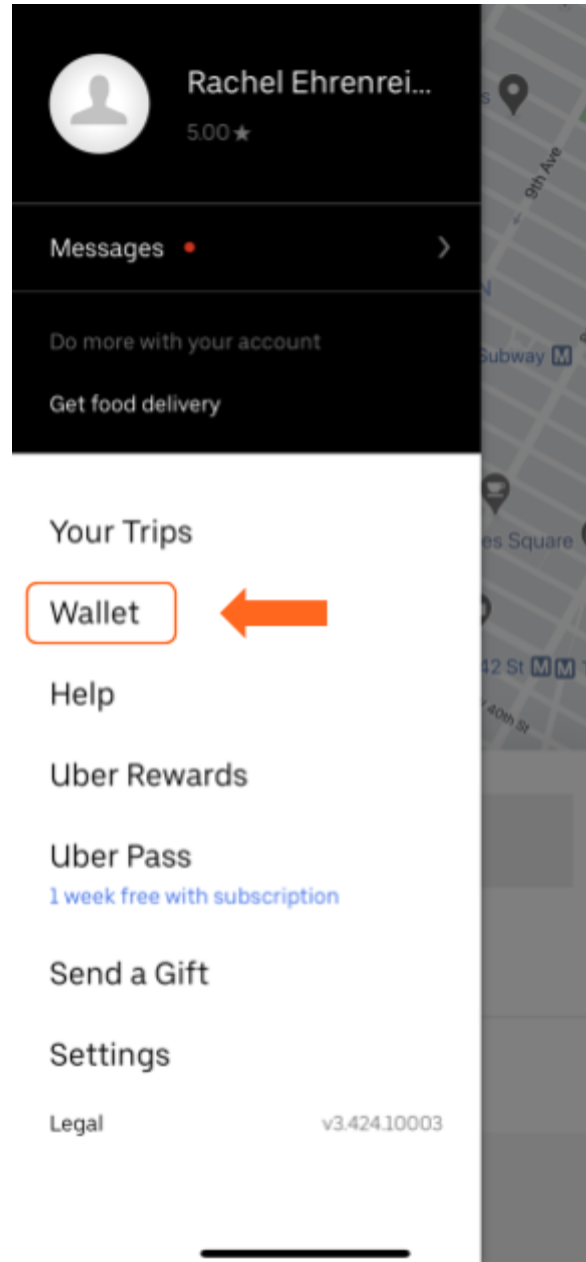 Rachel Ehrenrei...
5.00 ★
Messages
Do more with your account
Get food delivery
Your Trips
Wallet
Help
Uber Rewards
Uber Pass
1 week free with subscription
Send a Gift
Settings
Legal v3.424.10003
9th Ave
Subway M
es Square
42 St M M
40th St